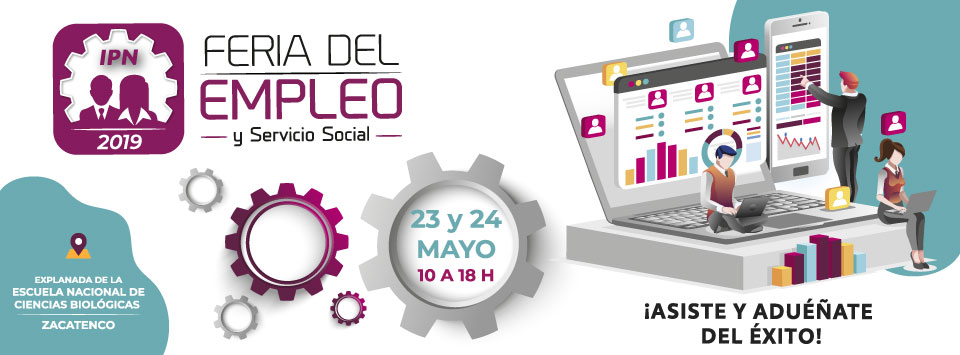 IPN
2019
FERIA DEL
EMPLEO
y Servicio Social
23 y 24
MAYO
10 A 18 H
EXPLANADA DE LA
ESCUELA NACIONAL DE
CIENCIAS BIOLÓGICAS
ZACATENCO
¡ASISTE Y ADUÉÑATE
DEL ÉXITO!